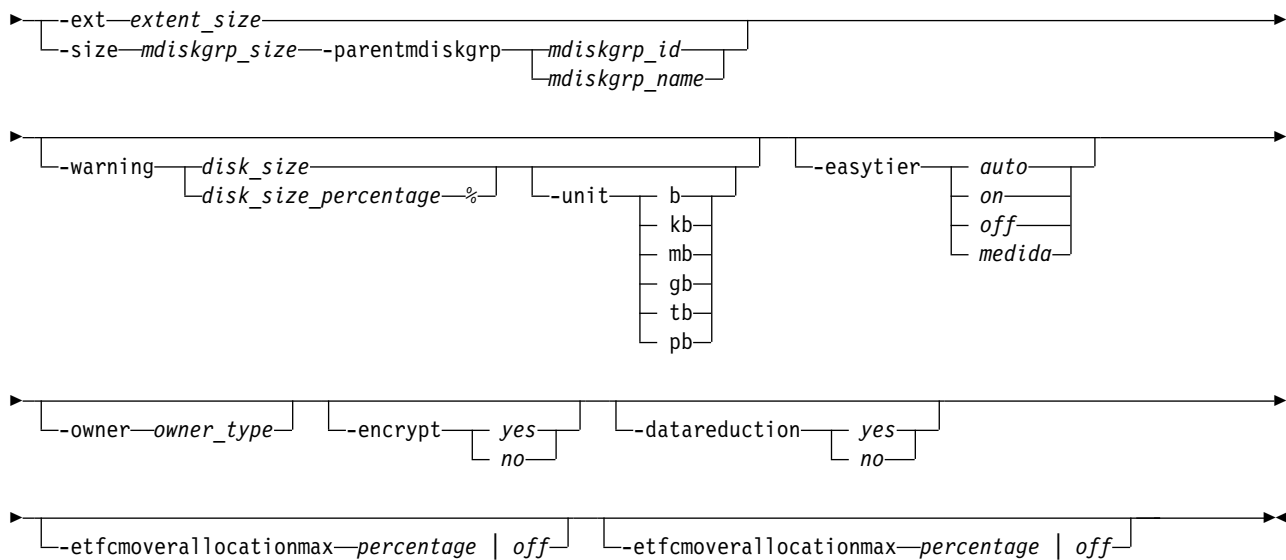 -ext extent_size
-size mdiskgrp_size -parentmdiskgrp mdiskgrp_id
mdiskgrp_name
-warning disk_size -easytier auto
disk_size_percentage % -unit b on
kb off
mb medida
gb
tb
pb
-owner owner_type -encrypt yes -datareduction yes
no no
-etfcmoverallocationmax percentage | off -etfcmoverallocationmax percentage | off